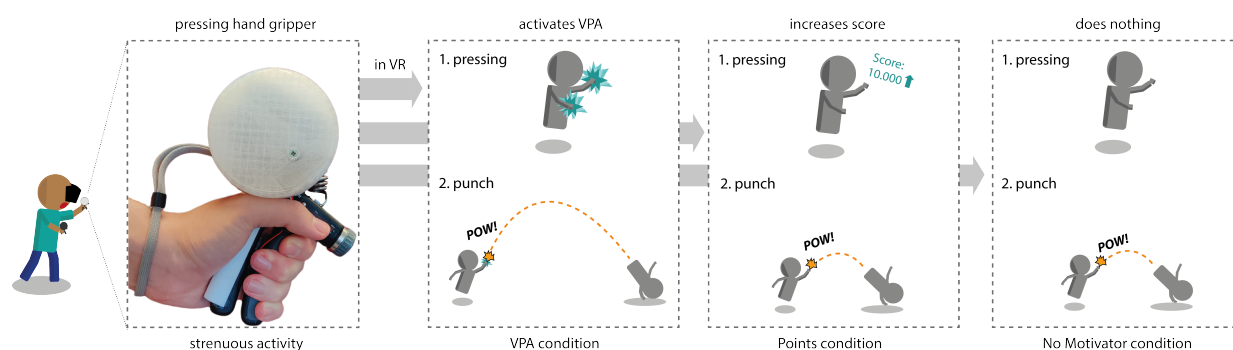 pressing hand gripper
strenuous activity
in VR
activates VPA
1. pressing
2. punch
POW!
VPA condition
increases score
1. pressing
Score:
10.000
2. punch
POW!
Points condition
does nothing
1. pressing
2. punch
POW!
No Motivator condition